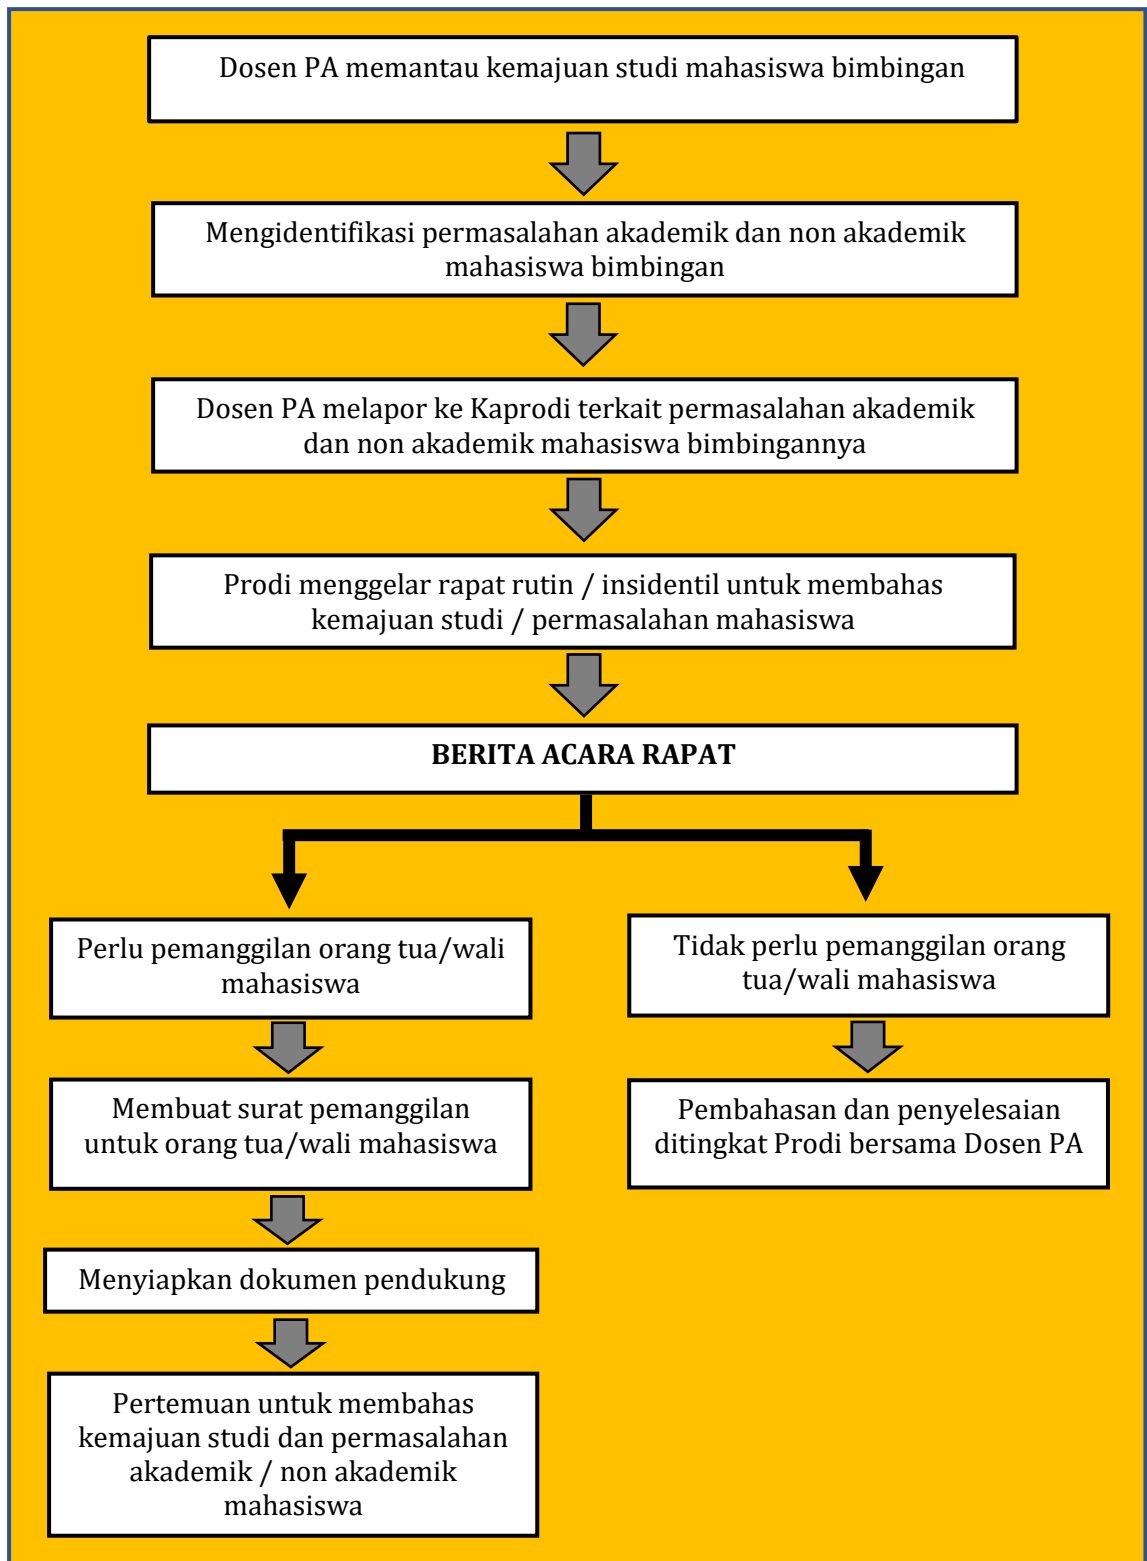 Dosen PA memantau kemajuan studi mahasiswa bimbingan
Mengidentifikasi permasalahan akademik dan non akademik
mahasiswa bimbingan
Dosen PA melapor ke Kaprodi terkait permasalahan akademik
dan non akademik mahasiswa bimbingannya
Prodi menggelar rapat rutin / insidentil untuk membahas
kemajuan studi / permasalahan mahasiswa
BERITA ACARA RAPAT
Perlu pemanggilan orang tua/wali
mahasiswa
Tidak perlu pemanggilan orang
tua/wali mahasiswa
Membuat surat pemanggilan
untuk orang tua/wali mahasiswa
Pembahasan dan penyelesaian
ditingkat Prodi bersama Dosen PA
Menyiapkan dokumen pendukung
Pertemuan untuk membahas
kemajuan studi dan permasalahan
akademik / non akademik
mahasiswa